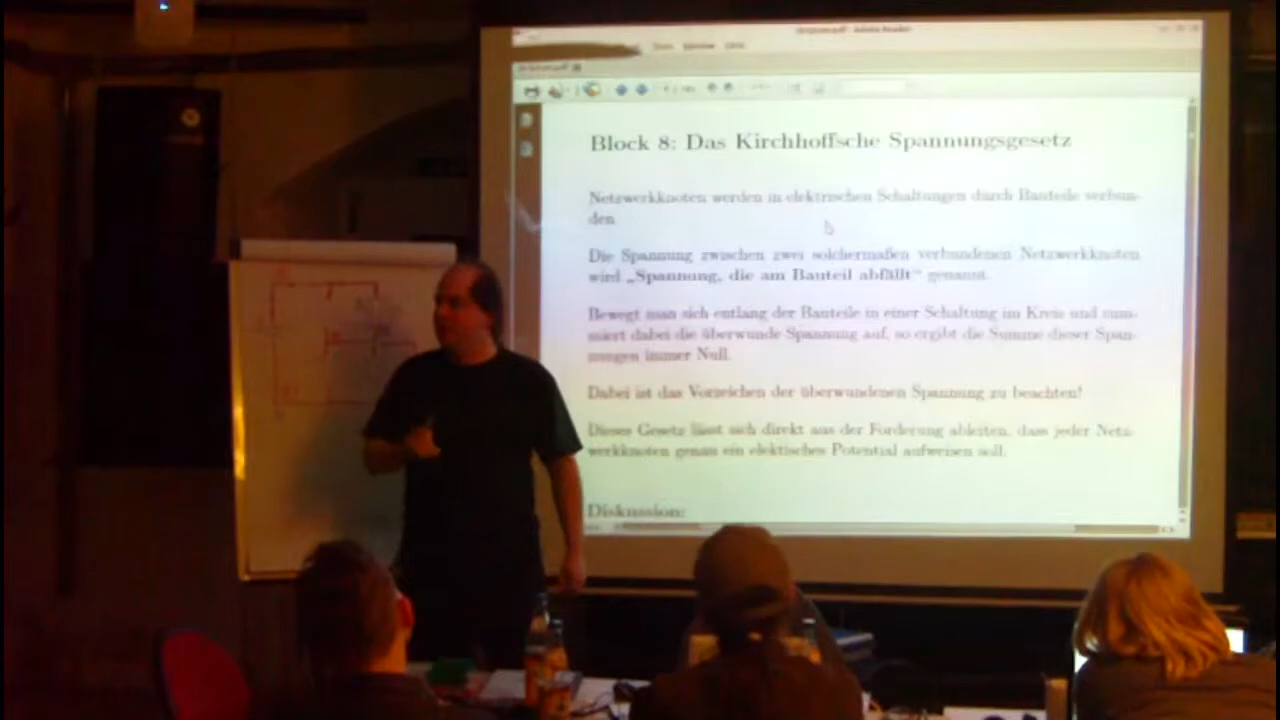 Block 8: Das Kirchhoffsche Spannungsgesetz
Netzwerkknoten werden in elektrischen Schaltungen durch Bauteile verbun-
den.
Die Spannung zwischen zwei solchermaßen verbundenen Netzwerkknoten
wird „Spannung, die am Bauteil abfällt“ genannt.
Bewegt man sich entlang der Bauteile in einer Schaltung im Kreis und sum-
miert dabei die überwunde Spannung auf, so ergibt die Summe dieser Span-
nungen immer Null.
Dabei ist das Vorzeichen der überwundenen Spannung zu beachten!
Dieses Gesetz lässt sich direkt aus der Forderung ableiten, dass jeder Netz-
werkknoten genau ein elektisches Potential aufweisen soll.
Diskussion: